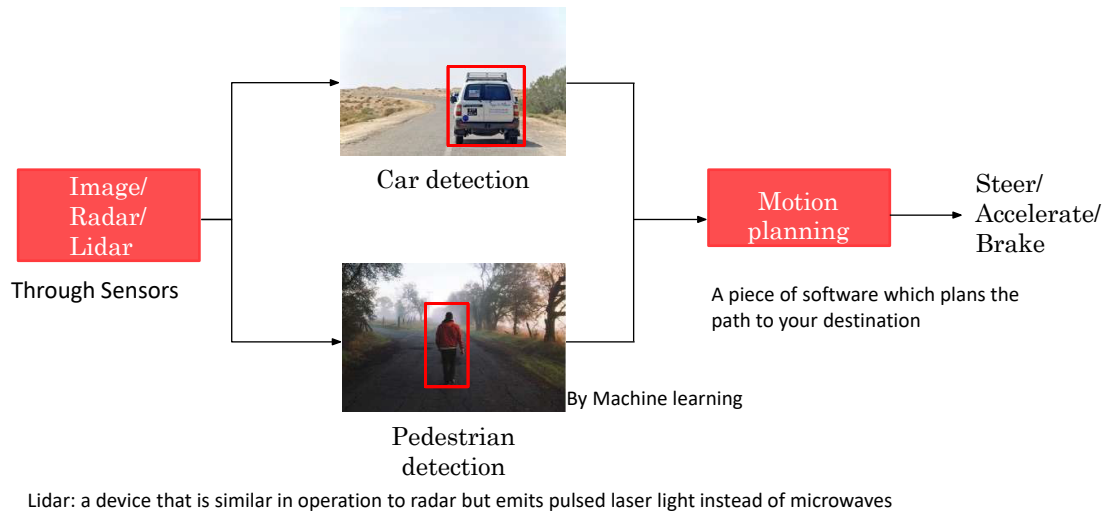 Image/
Radar/
Lidar
Through Sensors
Car detection
Pedestrian
detection
By Machine learning
Motion
planning
A piece of software which plans the
path to your destination
Steer/
Accelerate/
Brake
Lidar: a device that is similar in operation to radar but emits pulsed laser light instead of microwaves